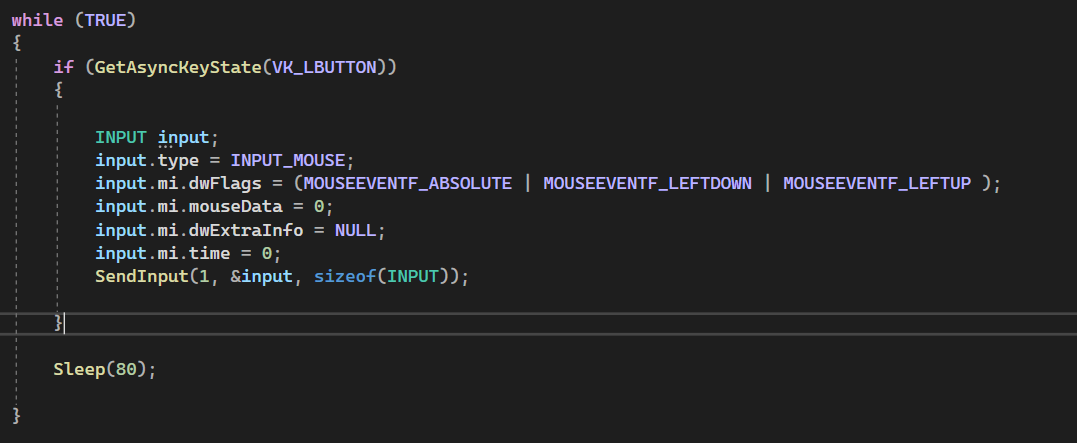 while (TRUE)
{
if (GetAsyncKeyState(VK_LBUTTON))
{
INPUT input;
input.type = INPUT_MOUSE;
input.mi.dwFlags = (MOUSEEVENTF_ABSOLUTE | MOUSEEVENTF_LEFTDOWN | MOUSEEVENTF_LEFTUP );
input.mi.mouseData = 0;
input.mi.dwExtraInfo = NULL;
input.mi.time = 0;
SendInput(1, &input, sizeof(INPUT));
}
Sleep(80);
}